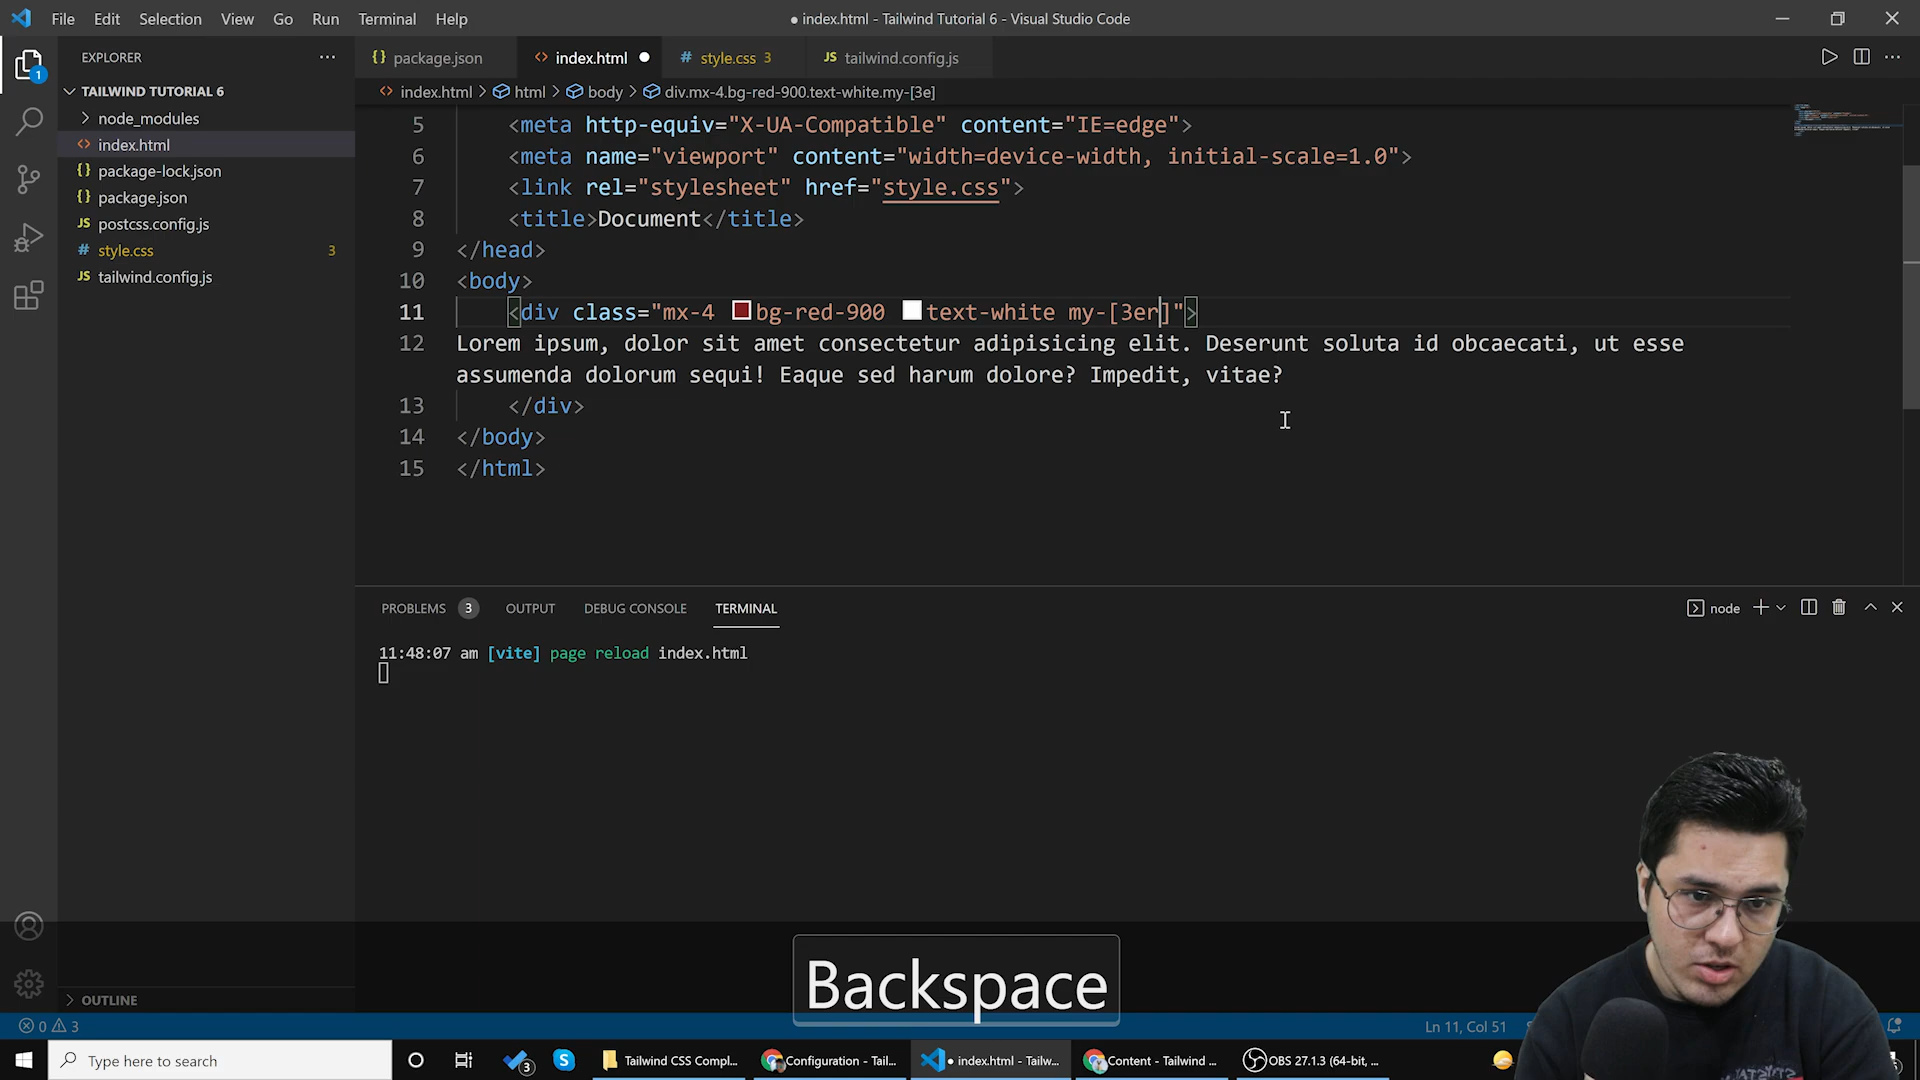 File Edit Selection View Go Run Terminal Help
● index.html - Tailwind Tutorial 6 - Visual Studio Code
EXPLORER
TAILWIND TUTORIAL 6
node_modules
index.html
package-lock.json
package.json
postcss.config.js
style.css 3
tailwind.config.js
OUTLINE
package.json index.html style.css 3 tailwind.config.js
index.html > html > body > div.mx-4.bg-red-900.text-white.my-[3e]
5 <meta http-equiv="X-UA-Compatible" content="IE=edge">
6 <meta name="viewport" content="width=device-width, initial-scale=1.0">
7 <link rel="stylesheet" href="style.css">
8 <title>Document</title>
9 </head>
10 <body>
11 <div class="mx-4 bg-red-900 text-white my-[3er]">
12 Lorem ipsum, dolor sit amet consectetur adipisicing elit. Deserunt soluta id obcaecati, ut esse
assumenda dolorum sequi! Eaque sed harum dolore? Impedit, vitae?
13 </div>
14 </body>
15 </html>
PROBLEMS 3 OUTPUT DEBUG CONSOLE TERMINAL
node
11:48:07 am [vite] page reload index.html
Backspace
0 3
Ln 11, Col 51
Type here to search
Tailwind CSS Compl...
Configuration - Tail...
● index.html - Tailw...
Content - Tailwind ...
OBS 27.1.3 (64-bit, ...